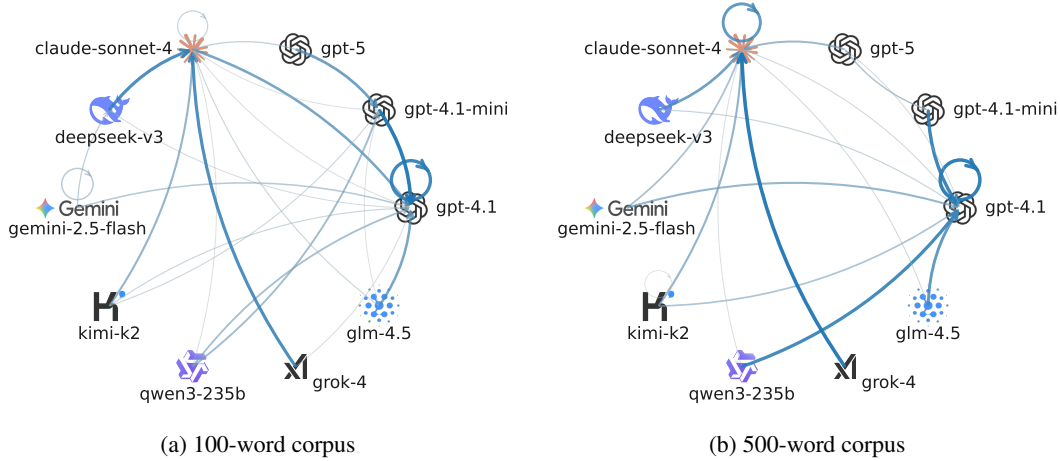 claude-sonnet-4
gpt-5
gpt-4.1-mini
deepseek-v3
Gemini
gemini-2.5-flash
gpt-4.1
kimi-k2
glm-4.5
qwen3-235b
grok-4
(a) 100-word corpus
claude-sonnet-4
gpt-5
gpt-4.1-mini
deepseek-v3
Gemini
gemini-2.5-flash
gpt-4.1
kimi-k2
glm-4.5
qwen3-235b
grok-4
(b) 500-word corpus